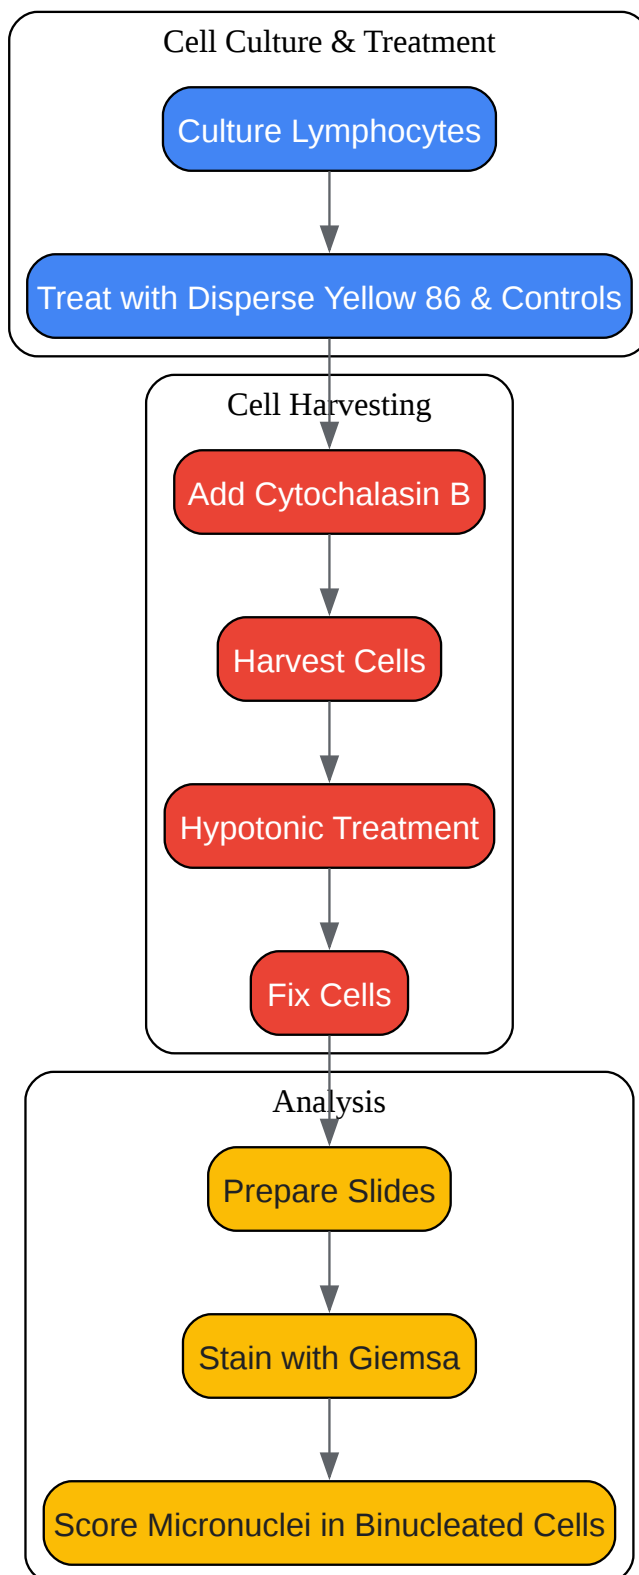 Cell Culture & Treatment
Culture Lymphocytes
Treat with Disperse Yellow 86 & Controls
Cell Harvesting
Add Cytochalasin B
Harvest Cells
Hypotonic Treatment
Fix Cells
Analysis
Prepare Slides
Stain with Giemsa
Score Micronuclei in Binucleated Cells